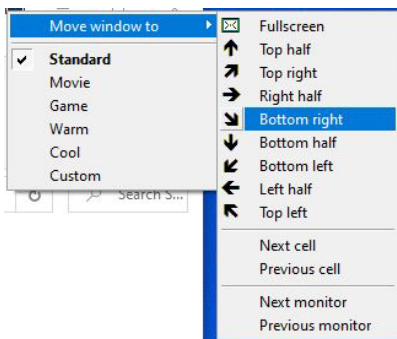 Move window to
Standard
Movie
Game
Warm
Cool
Custom
Search S...
Fullscreen
Top half
Top right
Right half
Bottom right
Bottom half
Bottom left
Left half
Top left
Next cell
Previous cell
Next monitor
Previous monitor